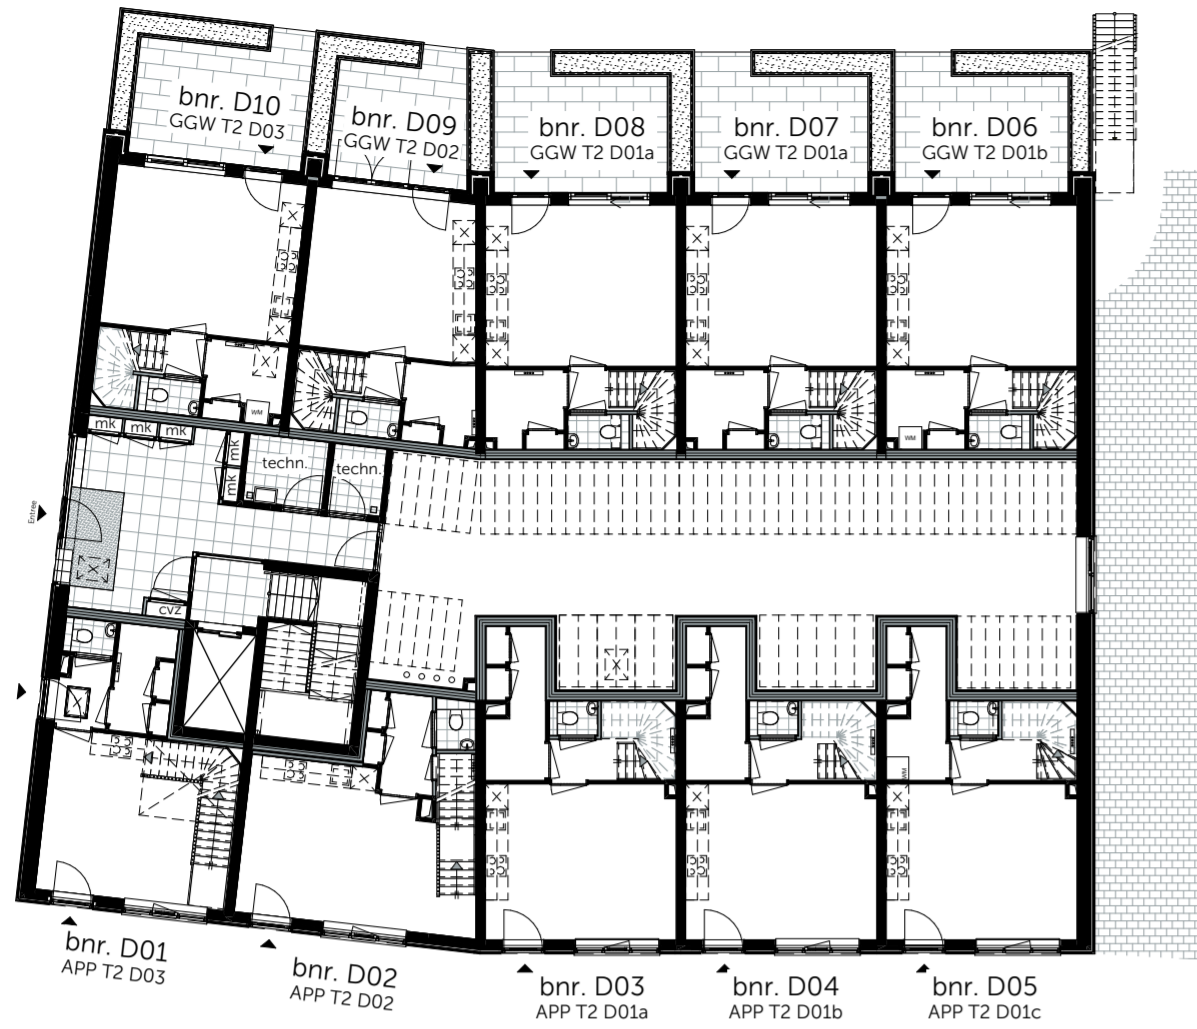 bnr. D10
GGW T2 D03
bnr. D09
GGW T2 D02
bnr. D08
GGW T2 D01a
bnr. D07
GGW T2 D01a
bnr. D06
GGW T2 D01b
WM
WM
mk
mk
mk
mk
mk
techn.
techn.
Entree
CVZ
WM
bnr. D01
APP T2 D03
bnr. D02
APP T2 D02
bnr. D03
APP T2 D01a
bnr. D04
APP T2 D01b
bnr. D05
APP T2 D01c